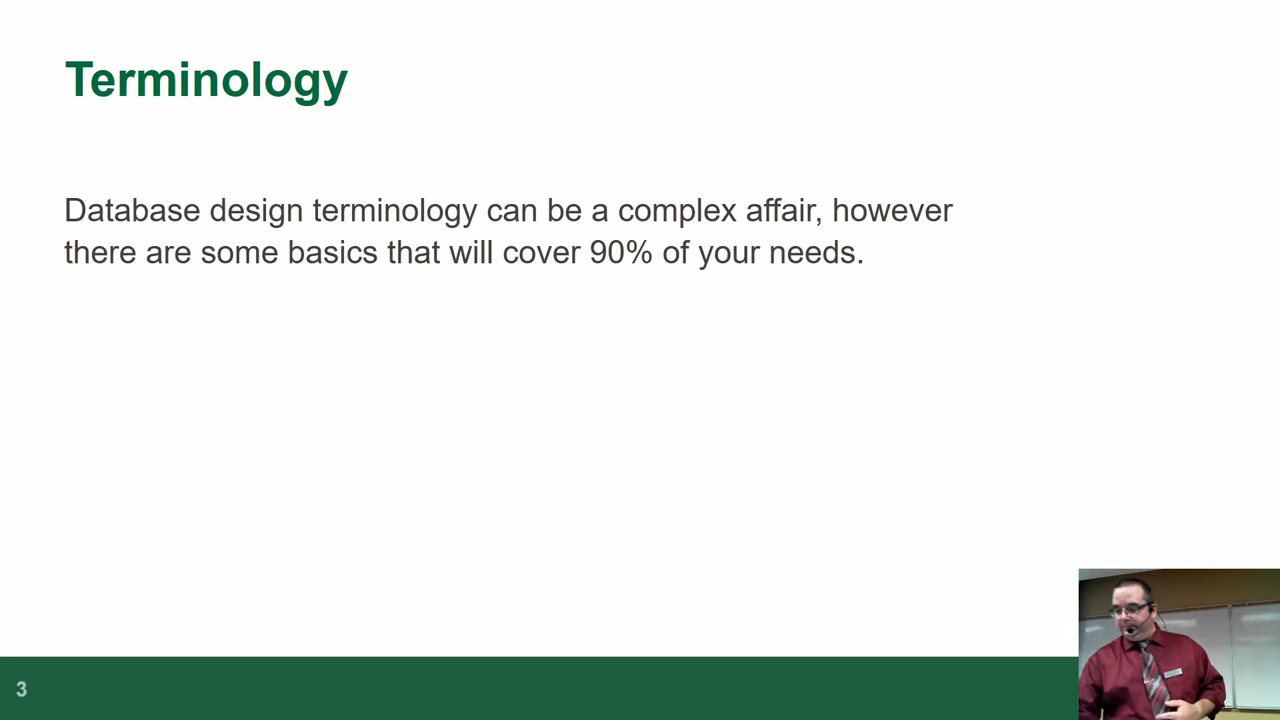 Terminology
Database design terminology can be a complex affair, however
there are some basics that will cover 90% of your needs.
3